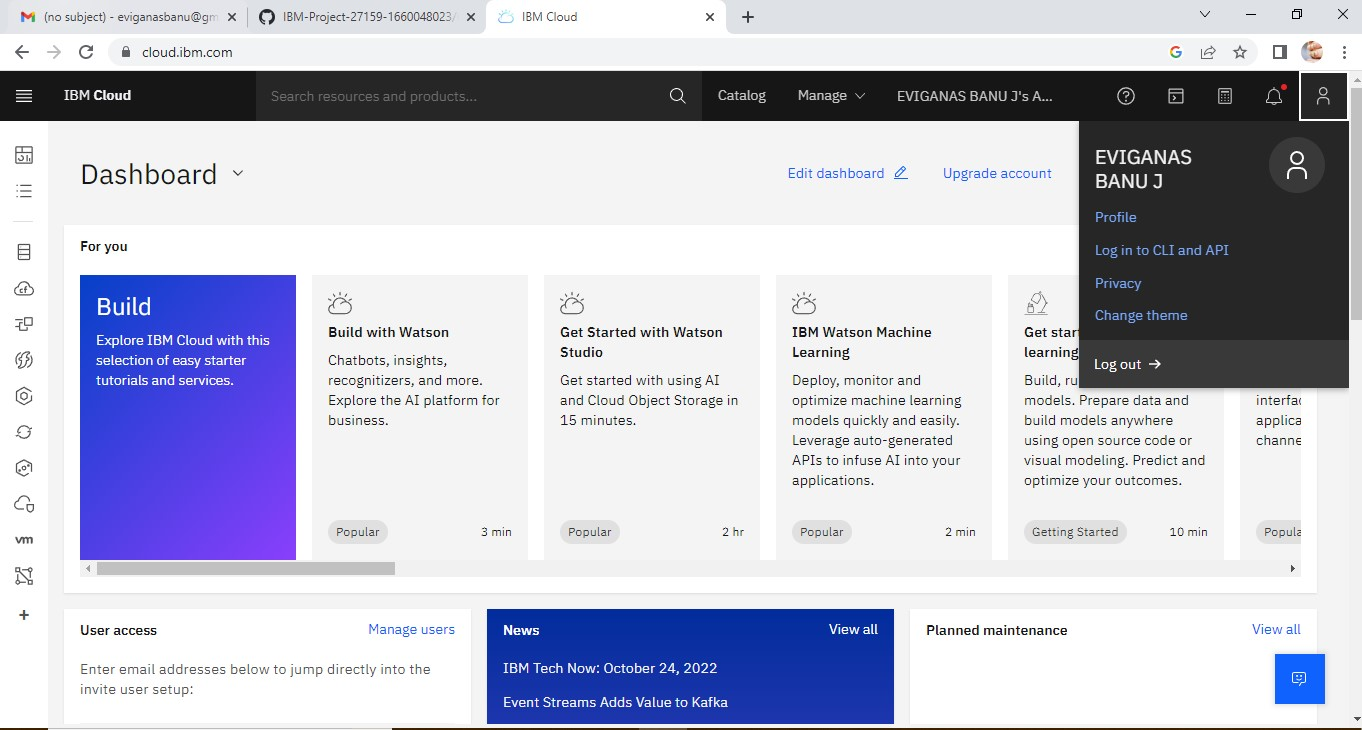 (no subject) - eviganasbanu@gm
IBM-Project-27159-1660048023/
IBM Cloud
cloud.ibm.com
IBM Cloud
Search resources and products...
Catalog
Manage
EVIGANAS BANU J's A...
Dashboard
Edit dashboard
Upgrade account
EVIGANAS
BANU J
Profile
Log in to CLI and API
Privacy
Change theme
Log out
For you
Build
Explore IBM Cloud with this
selection of easy starter
tutorials and services.
Build with Watson
Chatbots, insights,
recognitizers, and more.
Explore the AI platform for
business.
Popular
3 min
Get Started with Watson
Studio
Get started with using AI
and Cloud Object Storage in
15 minutes.
Popular
2 hr
IBM Watson Machine
Learning
Deploy, monitor and
optimize machine learning
models quickly and easily.
Leverage auto-generated
APIs to infuse AI into your
applications.
Popular
2 min
Get star
learning
Build, ru
models. Prepare data and
build models anywhere
using open source code or
visual modeling. Predict and
optimize your outcomes.
Getting Started
10 min
interfac
applica
channe
Popula
cf
vm
User access
Manage users
Enter email addresses below to jump directly into the
invite user setup:
News
View all
IBM Tech Now: October 24, 2022
Event Streams Adds Value to Kafka
Planned maintenance
View all